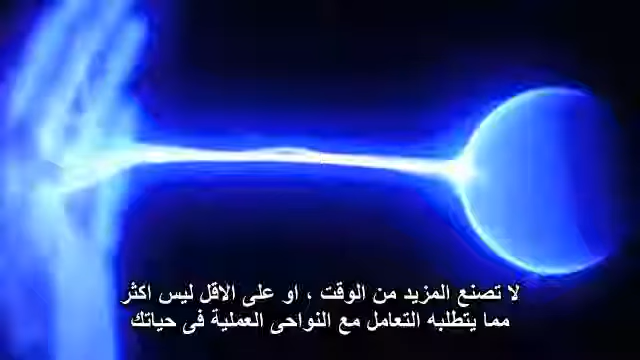 لا تصنع المزيد من الوقت ، او على الاقل ليس اكثر
مما يتطلبه التعامل مع النواحى العملية فى حياتك